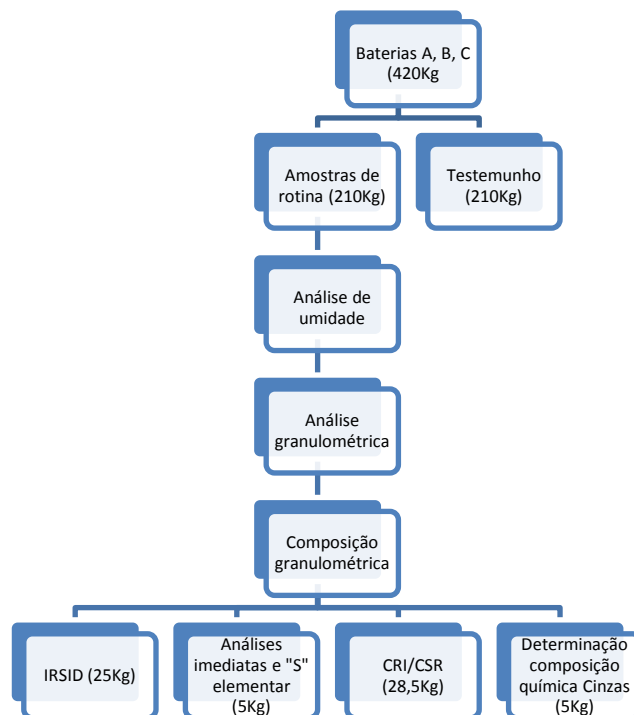 Baterias A, B, C
(420Kg
Amostras de
rotina (210Kg)
Testemunho
(210Kg)
Análise de
umidade
Análise
granulométrica
Composição
granulométrica
IRSID (25Kg)
Análises
imediatas e "S"
elementar
(5Kg)
CRI/CSR
(28,5Kg)
Determinação
composição
química Cinzas
(5Kg)